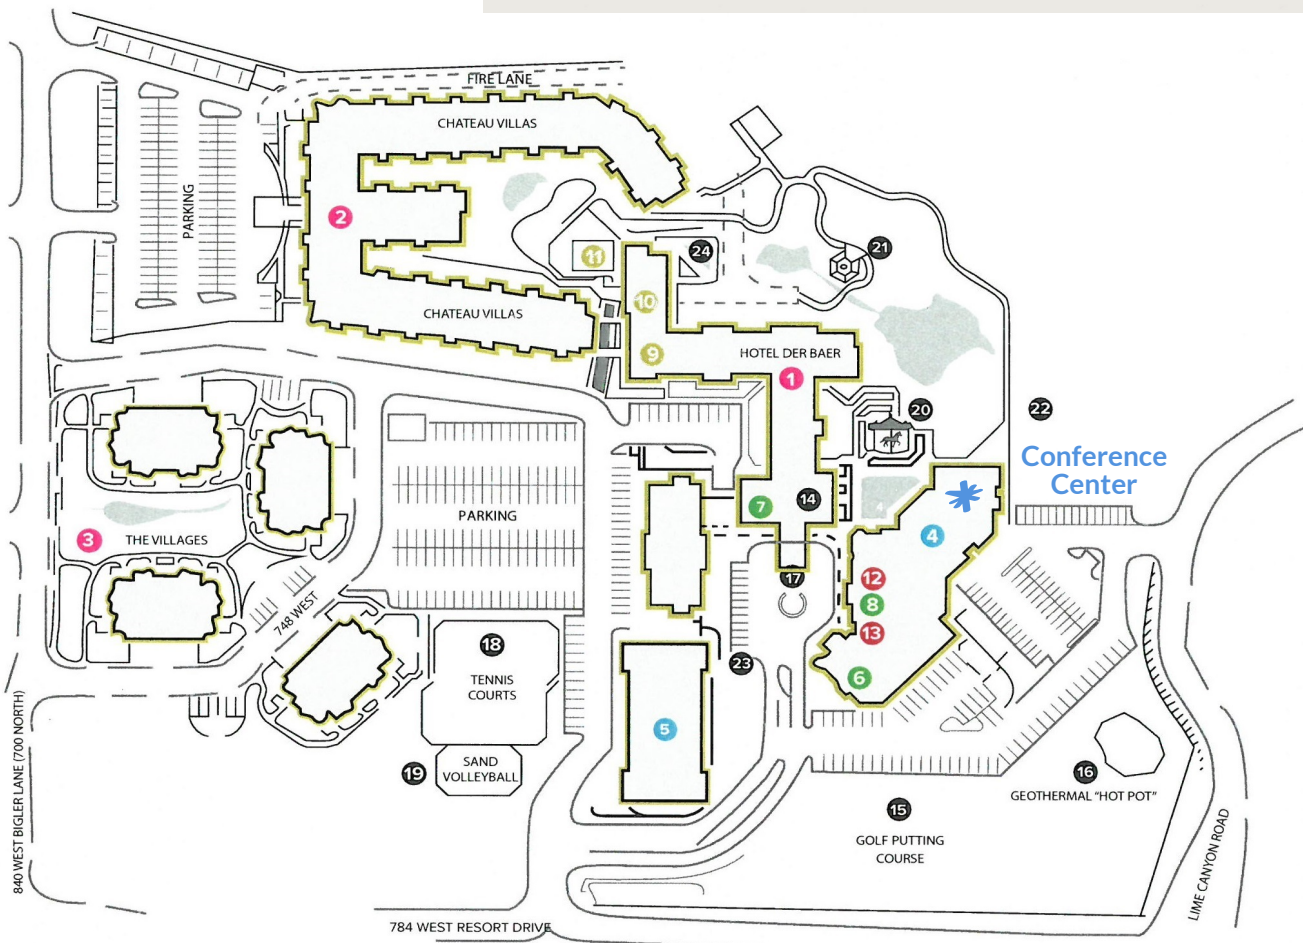 FIRE LANE
CHATEAU VILLAS
PARKING
2
11
24
21
10
CHATEAU VILLAS
9
HOTEL DER BAER
1
20
22
Conference
Center
7
14
4
PARKING
3
THE VILLAGES
17
12
8
13
748 WEST
18
TENNIS
COURTS
23
6
5
19
SAND
VOLLEYBALL
16
GEOTHERMAL "HOT POT"
15
GOLF PUTTING
COURSE
840 WEST BIGLER LANE (700 NORTH)
LIME CANYON ROAD
784 WEST RESORT DRIVE